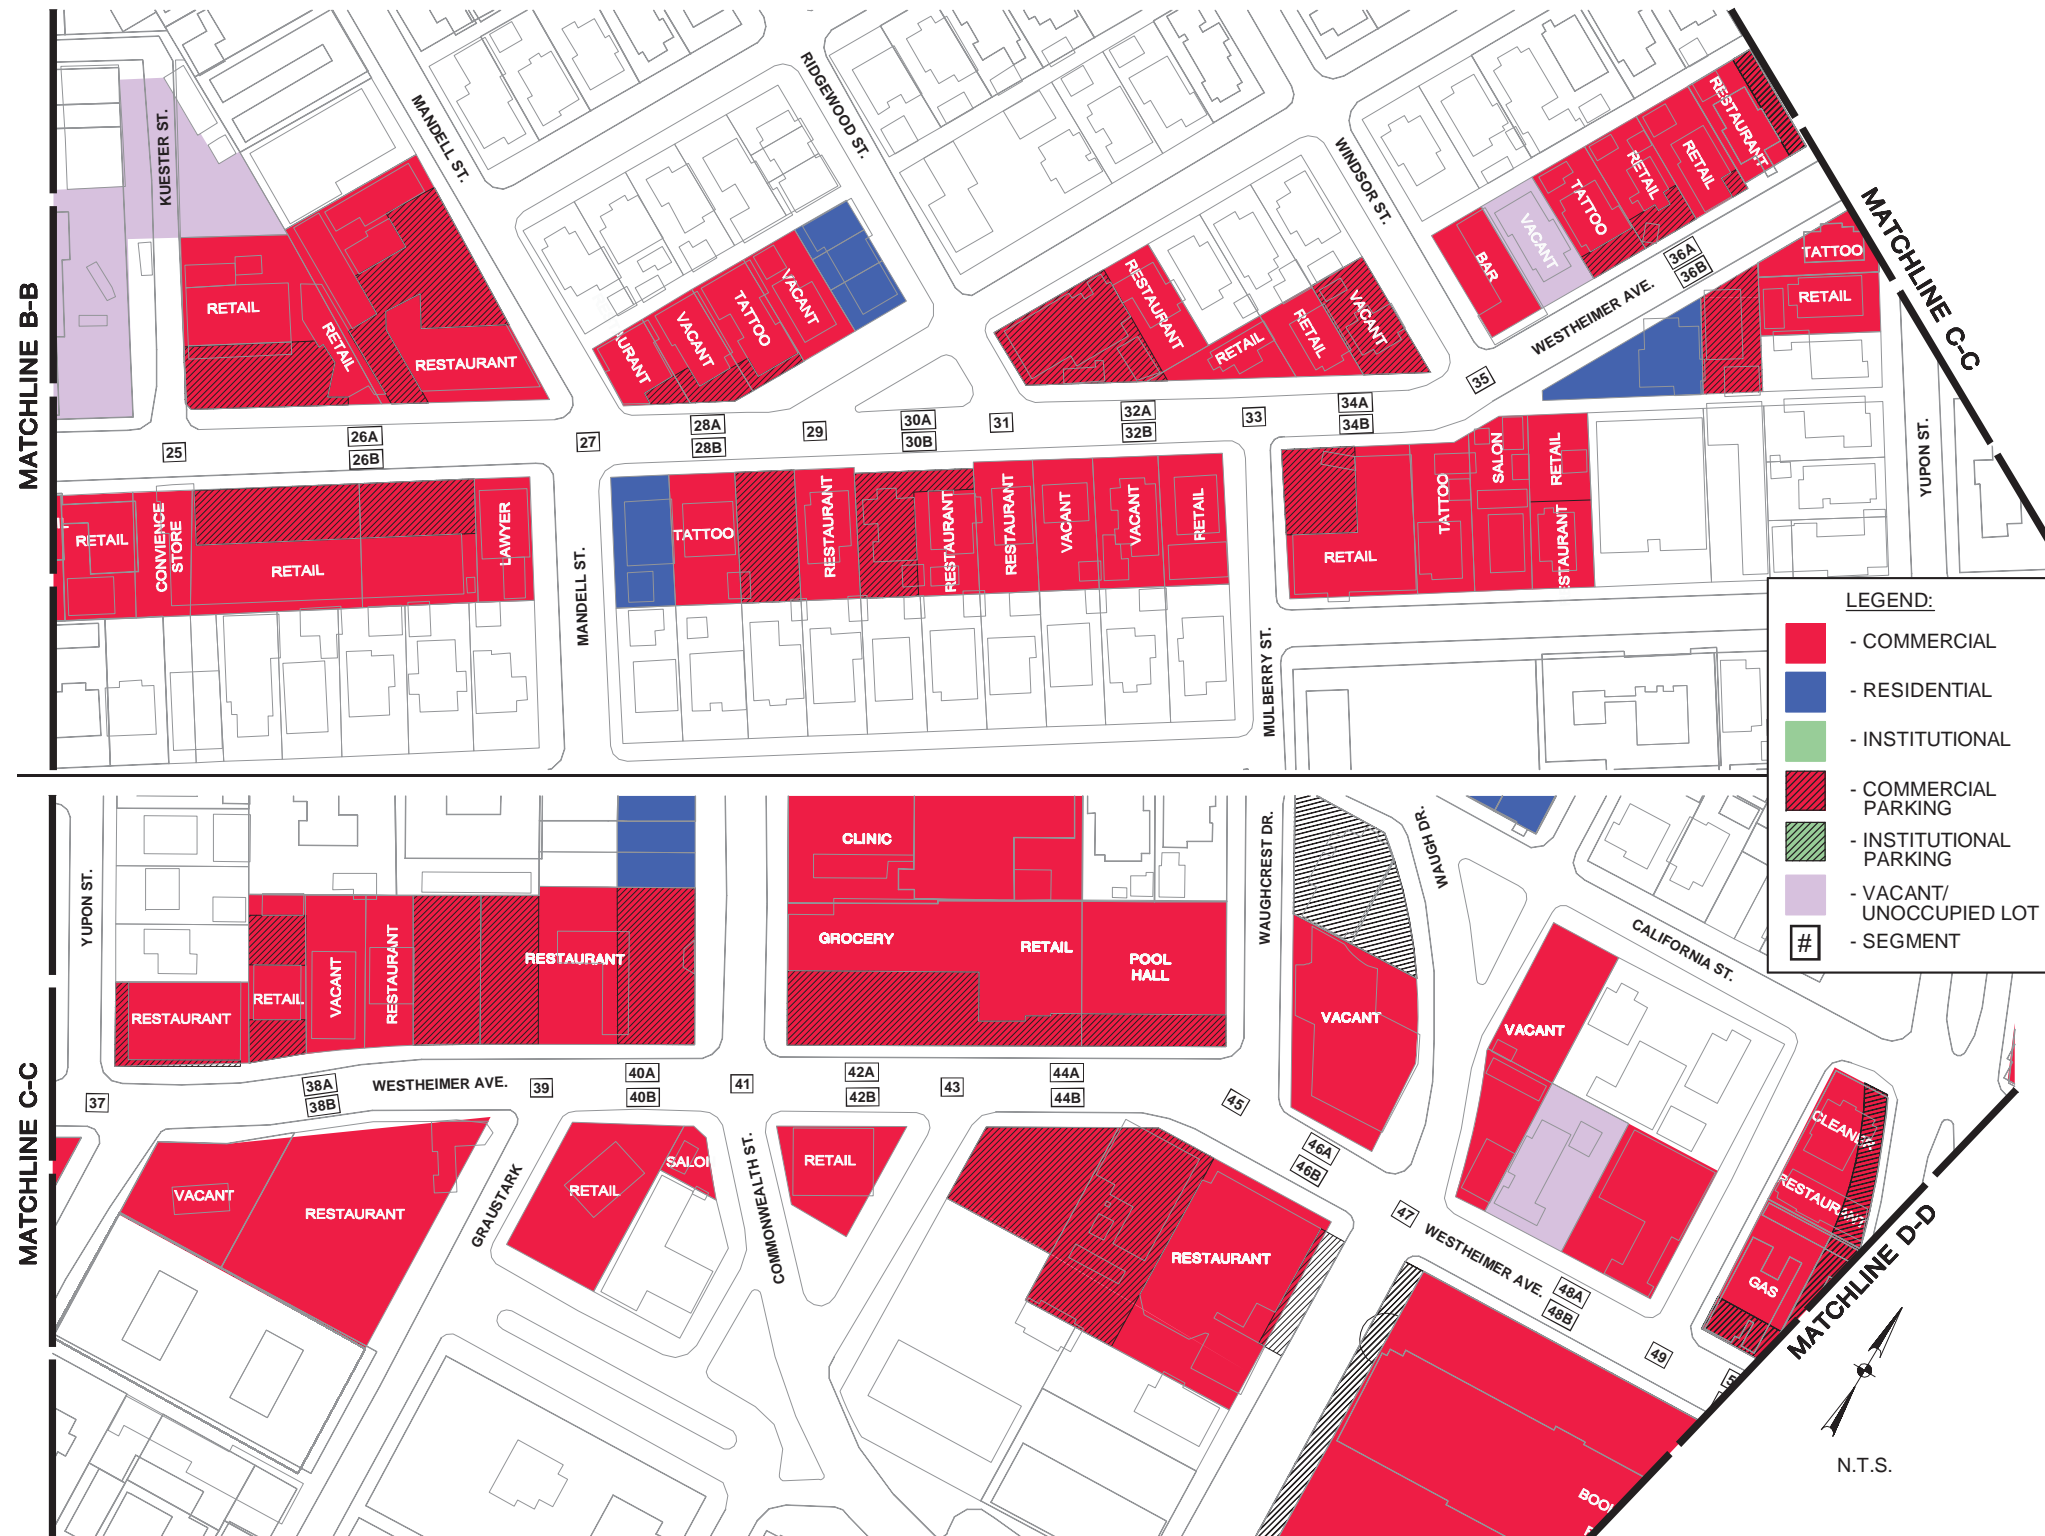 MATCHLINE B-B
KUESTER ST.
MANDELL ST.
RIDGEWOOD ST.
WINDSOR ST.
MATCHLINE C-C
RETAIL
RETAIL
RESTAURANT
URANT
VACANT
TATTOO
VACANT
RESTAURANT
RETAIL
RETAIL
VACANT
BAR
VACANT
TATTOO
RETAIL
RETAIL
RESTAURANT
WESTHEIMER AVE.
36A
36B
TATTOO
RETAIL
25
26A
26B
27
28A
28B
29
30A
30B
31
32A
32B
33
34A
34B
35
RETAIL
CONVIENCE
STORE
RETAIL
LAWYER
MANDELL ST.
TATTOO
RESTAURANT
RESTAURANT
RESTAURANT
VACANT
VACANT
RETAIL
MULBERRY ST.
RETAIL
TATTOO
SALON
RETAIL
STAURANT
YUPON ST.
LEGEND:
- COMMERCIAL
- RESIDENTIAL
- INSTITUTIONAL
- COMMERCIAL
PARKING
- INSTITUTIONAL
PARKING
- VACANT/
UNOCCUPIED LOT
# - SEGMENT
MATCHLINE C-C
YUPON ST.
RESTAURANT
RETAIL
VACANT
RESTAURANT
RESTAURANT
CLINIC
GROCERY
RETAIL
POOL
HALL
WAUGHCREST DR.
WAUGH DR.
CALIFORNIA ST.
VACANT
VACANT
37
38A
38B
WESTHEIMER AVE.
39
40A
40B
41
42A
42B
43
44A
44B
45
46A
46B
47
WESTHEIMER AVE.
48A
48B
49
VACANT
RESTAURANT
GRAUSTARK
RETAIL
SALO
COMMONWEALTH ST.
RETAIL
RESTAURANT
CLEANER
RESTAURANT
GAS
MATCHLINE D-D
BOO
N.T.S.